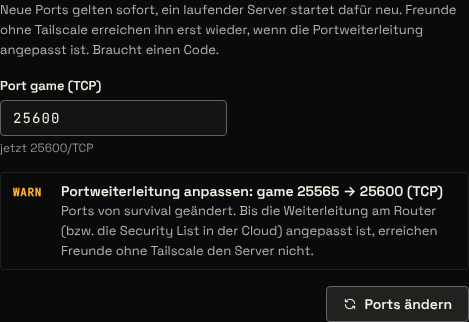 Neue Ports gelten sofort, ein laufender Server startet dafür neu. Freunde
ohne Tailscale erreichen ihn erst wieder, wenn die Portweiterleitung
angepasst ist. Braucht einen Code.
Port game (TCP)
25600
jetzt 25600/TCP
WARN Portweiterleitung anpassen: game 25565 → 25600 (TCP)
Ports von survival geändert. Bis die Weiterleitung am Router
(bzw. die Security List in der Cloud) angepasst ist, erreichen
Freunde ohne Tailscale den Server nicht.
Ports ändern